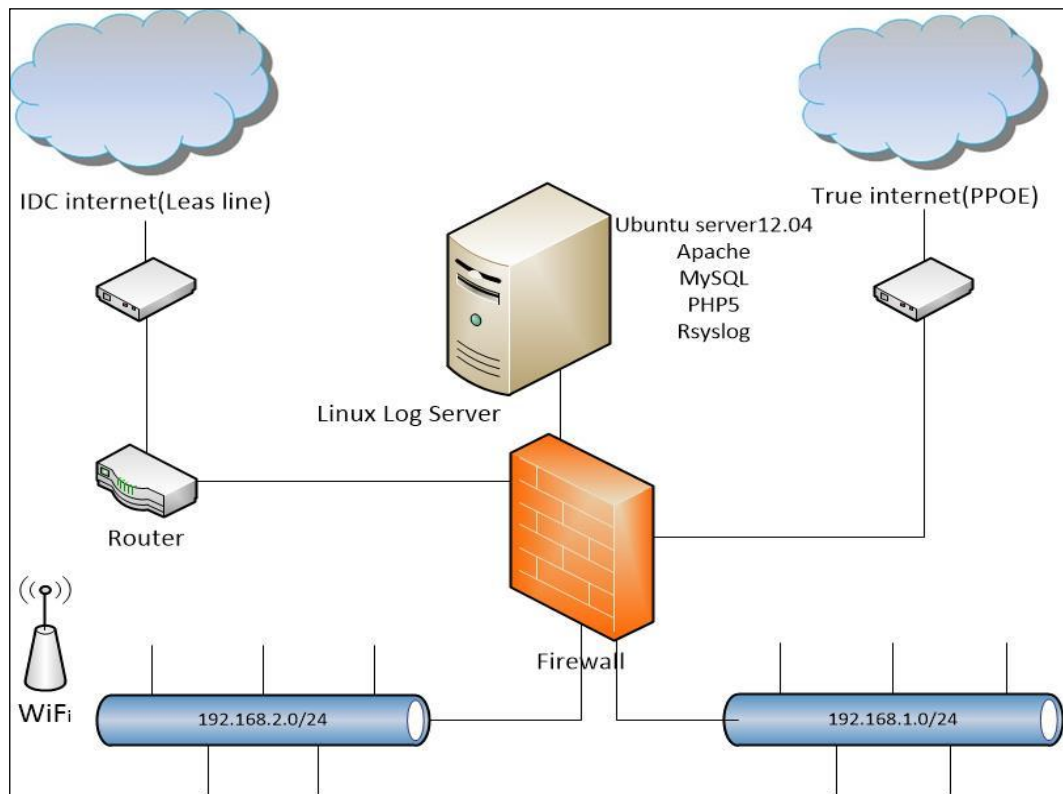 IDC internet(Leas line)
True internet(PPOE)
Ubuntu server12.04
Apache
MySQL
PHP5
Rsyslog
Linux Log Server
Router
Firewall
WiFi
192.168.2.0/24
192.168.1.0/24